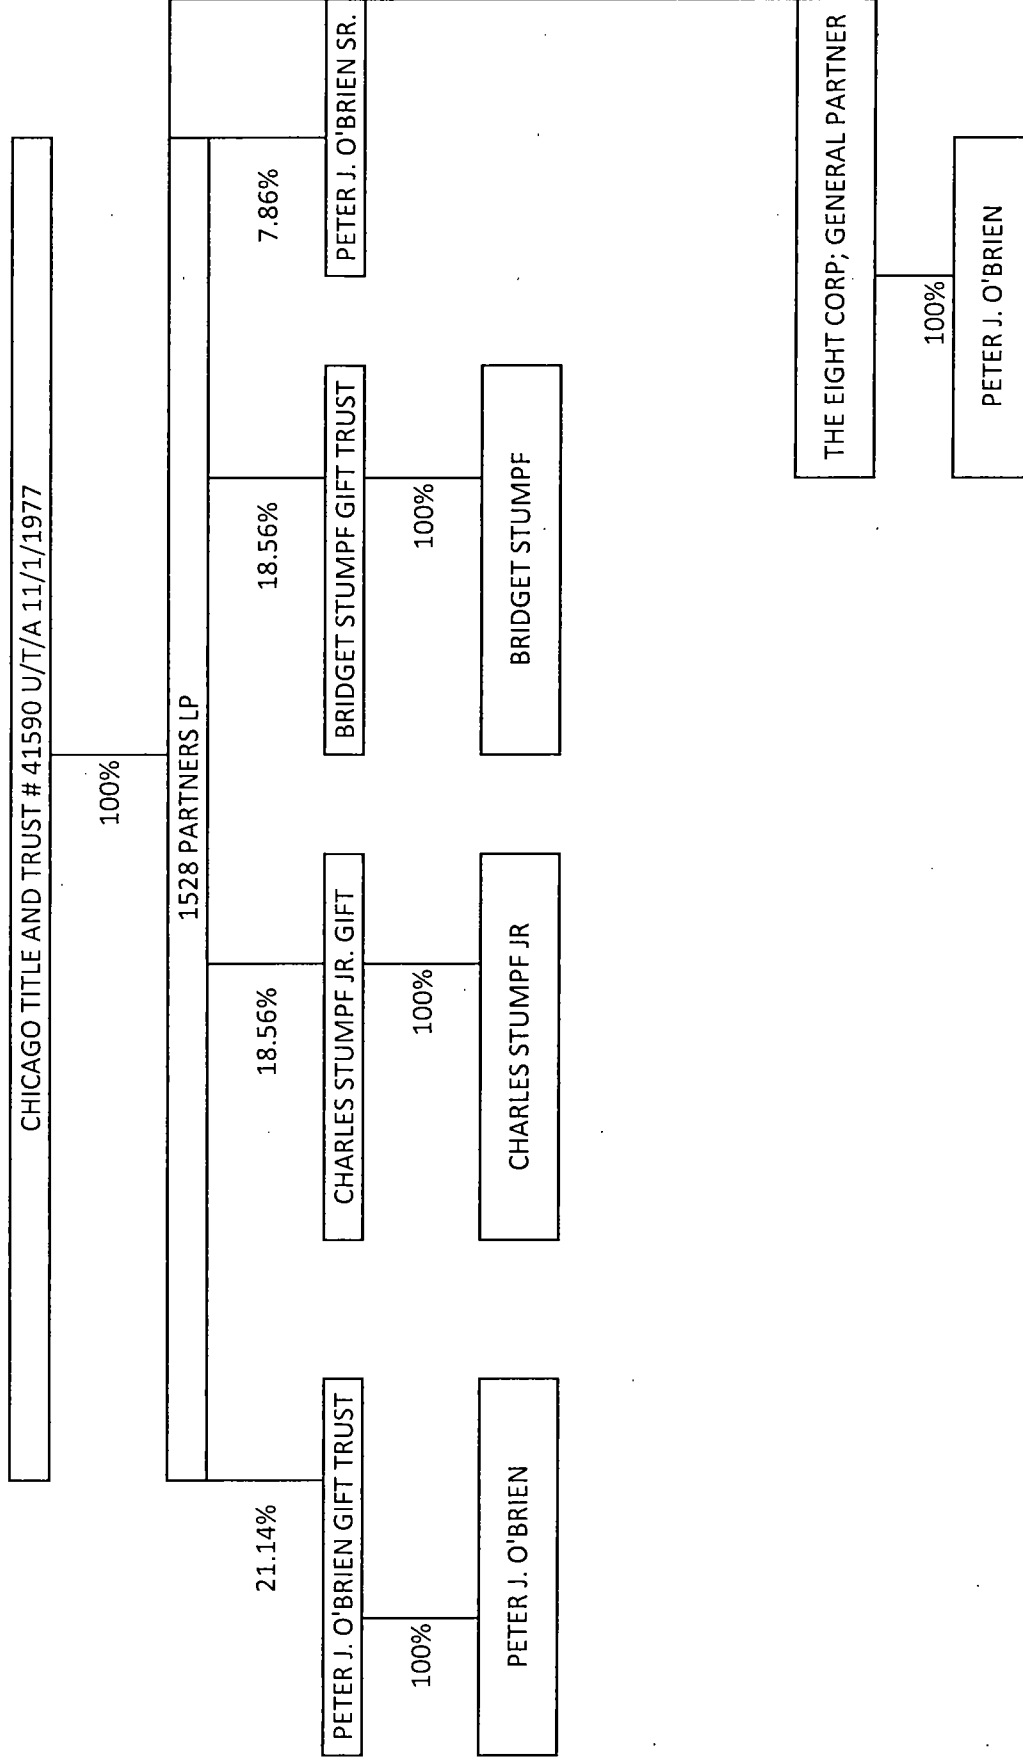 CHICAGO TITLE AND TRUST # 41590 U/T/A 11/1/1977
100%
1528 PARTNERS LP
21.14%
18.56%
18.56%
7.86%
PETER J. O'BRIEN GIFT TRUST
CHARLES STUMPF JR. GIFT
BRIDGET STUMPF GIFT TRUST
PETER J. O'BRIEN SR.
100%
100%
100%
PETER J. O'BRIEN
CHARLES STUMPF JR
BRIDGET STUMPF
THE EIGHT CORP; GENERAL PARTNER
100%
PETER J. O'BRIEN